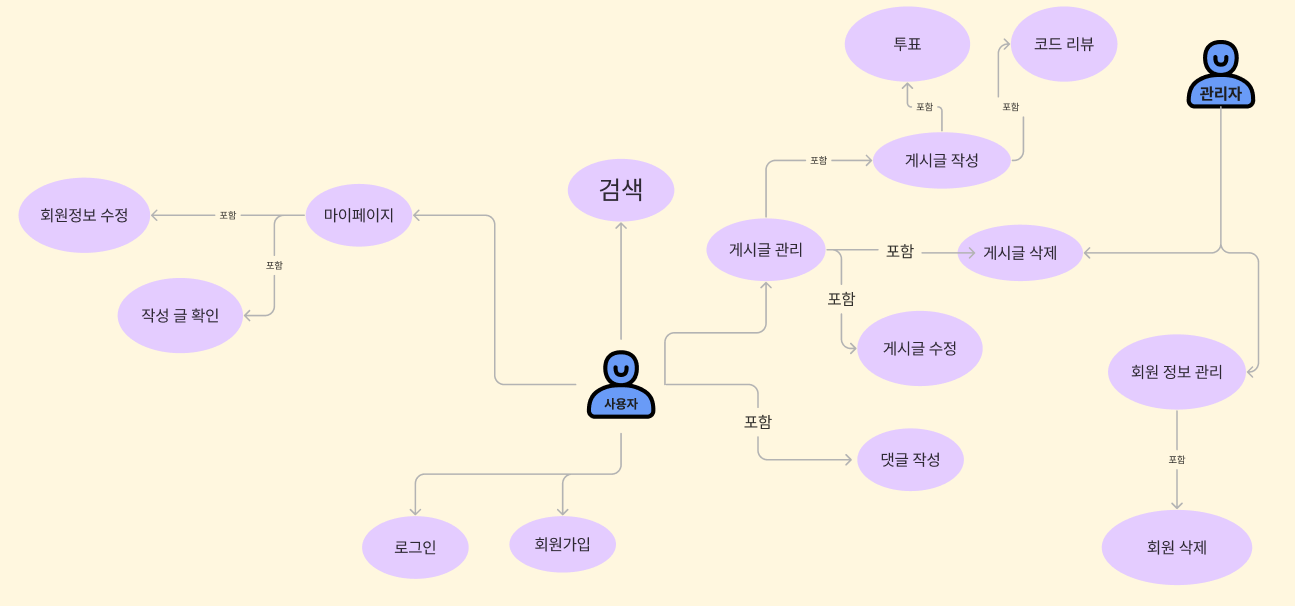 투표
코드 리뷰
관리자
포함
포함
게시글 작성
포함
검색
회원정보 수정
포함
마이페이지
게시글 관리
포함
게시글 삭제
포함
포함
작성 글 확인
게시글 수정
회원 정보 관리
사용자
포함
댓글 작성
포함
로그인
회원가입
회원 삭제